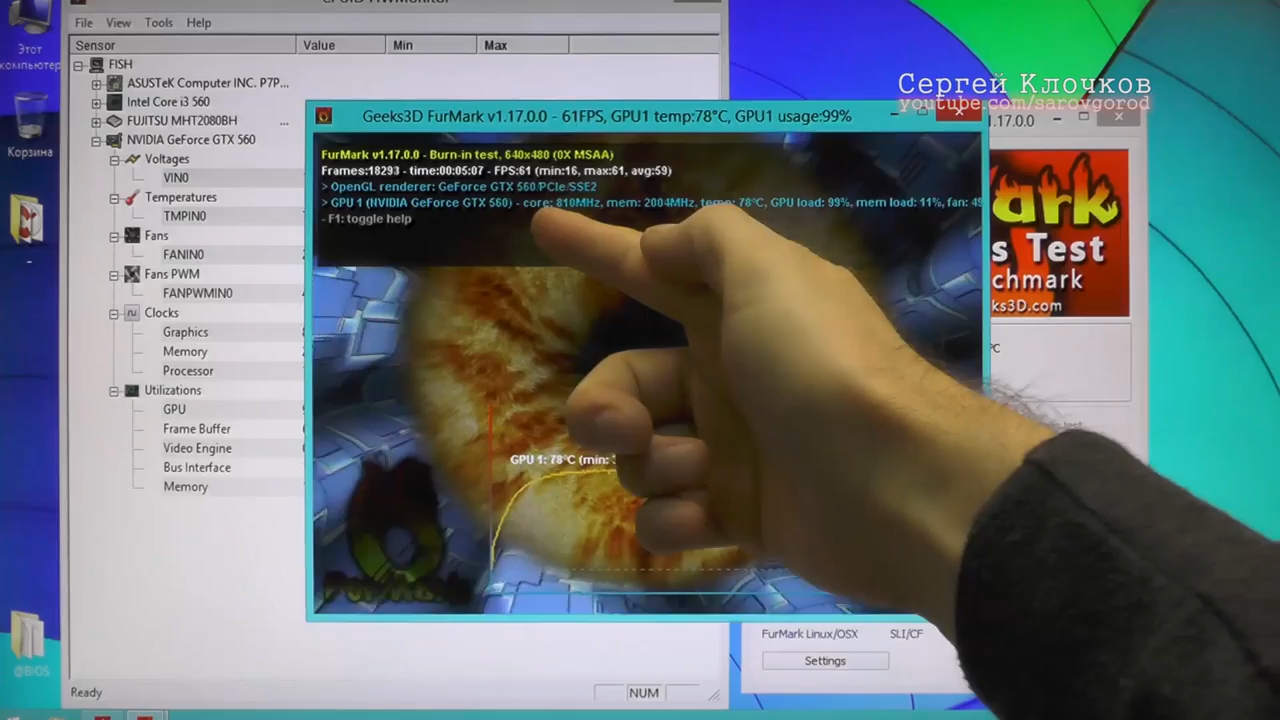 Этот
компьютер
Корзина
@BIOS
File View Tools Help
Sensor Value Min Max
FISH
ASUSTeK Computer INC. P7P...
Intel Core i3 560
FUJITSU MHT2080BH ...
NVIDIA GeForce GTX 560
Voltages
VIN0
Temperatures
TMPIN0
Fans
FANIN0
Fans PWM
FANPWMIN0
Clocks
Graphics
Memory
Processor
Utilizations
GPU
Frame Buffer
Video Engine
Bus Interface
Memory
Ready
NUM
Geeks3D FurMark v1.17.0.0 - 61FPS, GPU1 temp:78°C, GPU1 usage:99%
FurMark v1.17.0.0 - Burn-in test, 640x480 (0X MSAA)
Frames:18293 - time:00:05:07 - FPS:61 (min:16, max:61, avg:59)
> OpenGL renderer: GeForce GTX 560/PCIe/SSE2
> GPU 1 (NVIDIA GeForce GTX 560) - core: 810MHz, mem: 2004MHz, temp: 78°C, GPU load: 99%, mem load: 11%, fan: 49
- F1: toggle help
GPU 1: 78°C (min:
FurMark
Сергей Клочков
youtube.com/sarovgorod
.17.0.0
ark
s Test
chmark
ks3D.com
FurMark Linux/OSX SLI/CF
Settings